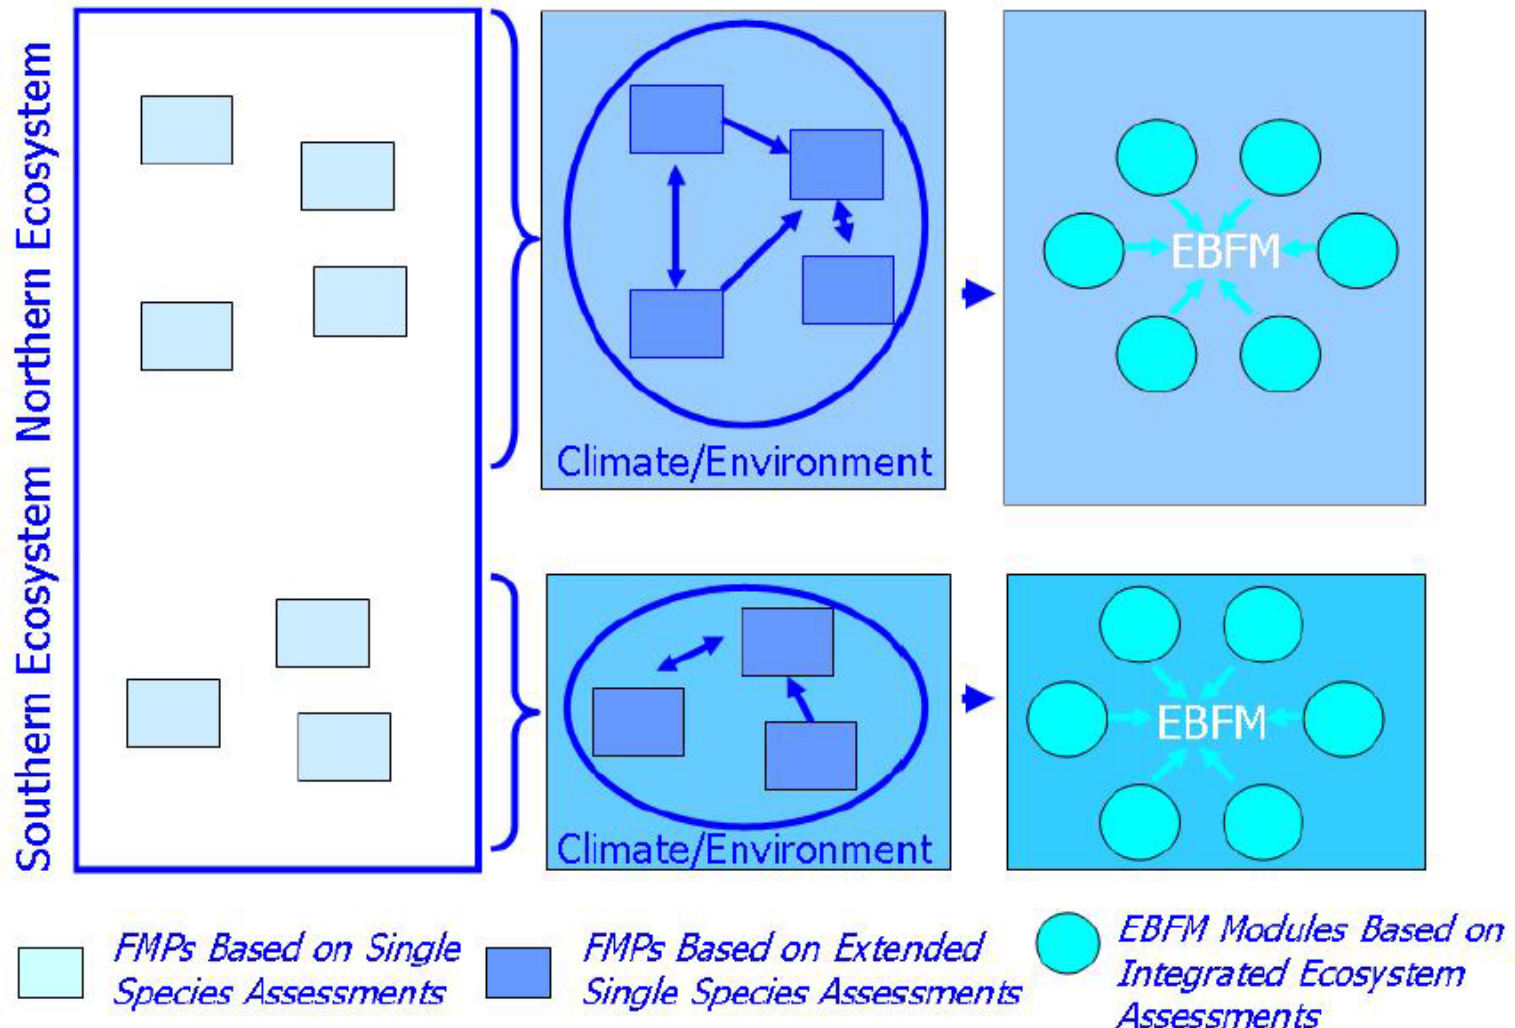 Southern Ecosystem Northern Ecosystem
Climate/Environment
EBFM
Climate/Environment
EBFM
FMPs Based on Single
Species Assessments
FMPs Based on Extended
Single Species Assessments
EBFM Modules Based on
Integrated Ecosystem
Assessments